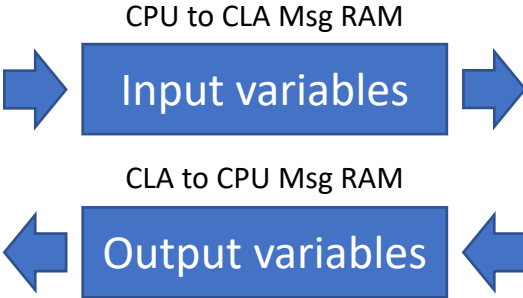 CPU to CLA Msg RAM
Input variables
CLA to CPU Msg RAM
Output variables